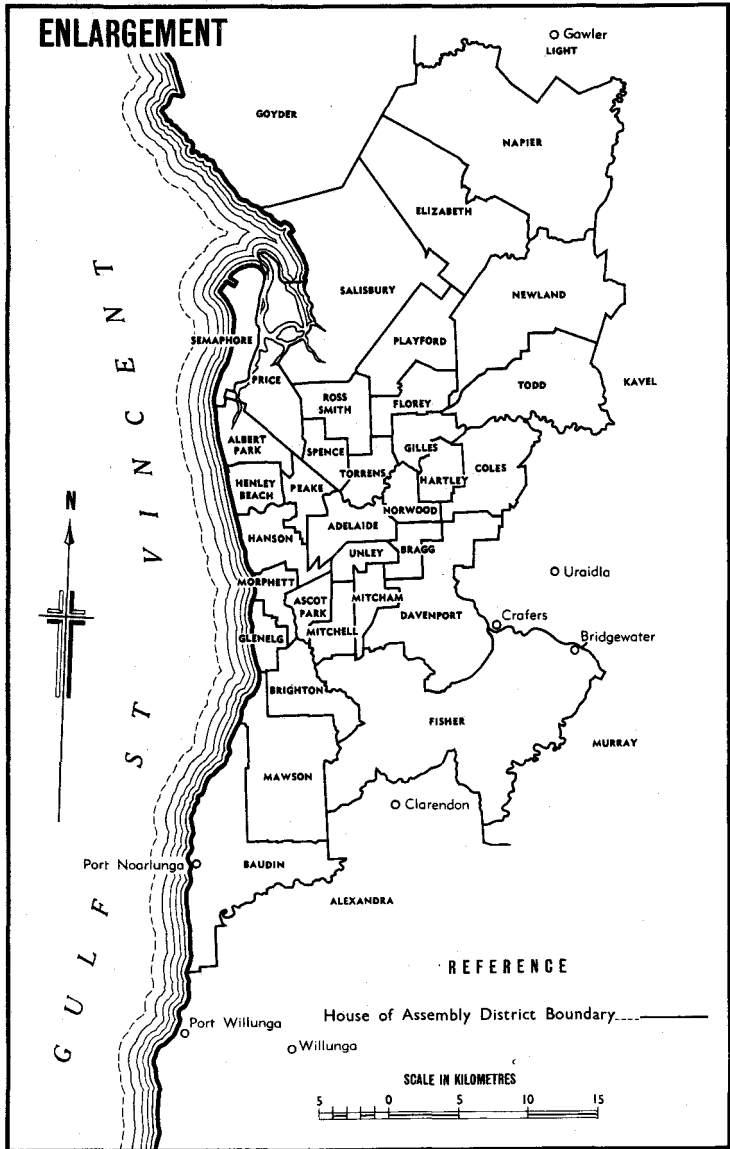 ENLARGEMENT
Gawler
LIGHT
GOYDER
NAPIER
ELIZABETH
SALISBURY
NEWLAND
SEMAPHORE
PLAYFORD
PRICE
TODD
KAVEL
ROSS
SMITH
FLOREY
ALBERT
PARK
SPENCE
GILLES
TORRENS
COLES
HENLEY
BEACH
PEAKE
HARTLEY
NORWOOD
ADELAIDE
HANSON
UNLEY
BRAGG
MORPHETT
Uraidla
ASCOT
PARK
MITCHAM
DAVENPORT
Crafers
GLENELG
MITCHELL
Bridgewater
BRIGHTON
FISHER
MURRAY
MAWSON
Clarendon
Port Noarlunga
BAUDIN
ALEXANDRA
GULF ST VINCENT
N
REFERENCE
House of Assembly District Boundary
Port Willunga
Willunga
SCALE IN KILOMETRES
5 0 5 10 15